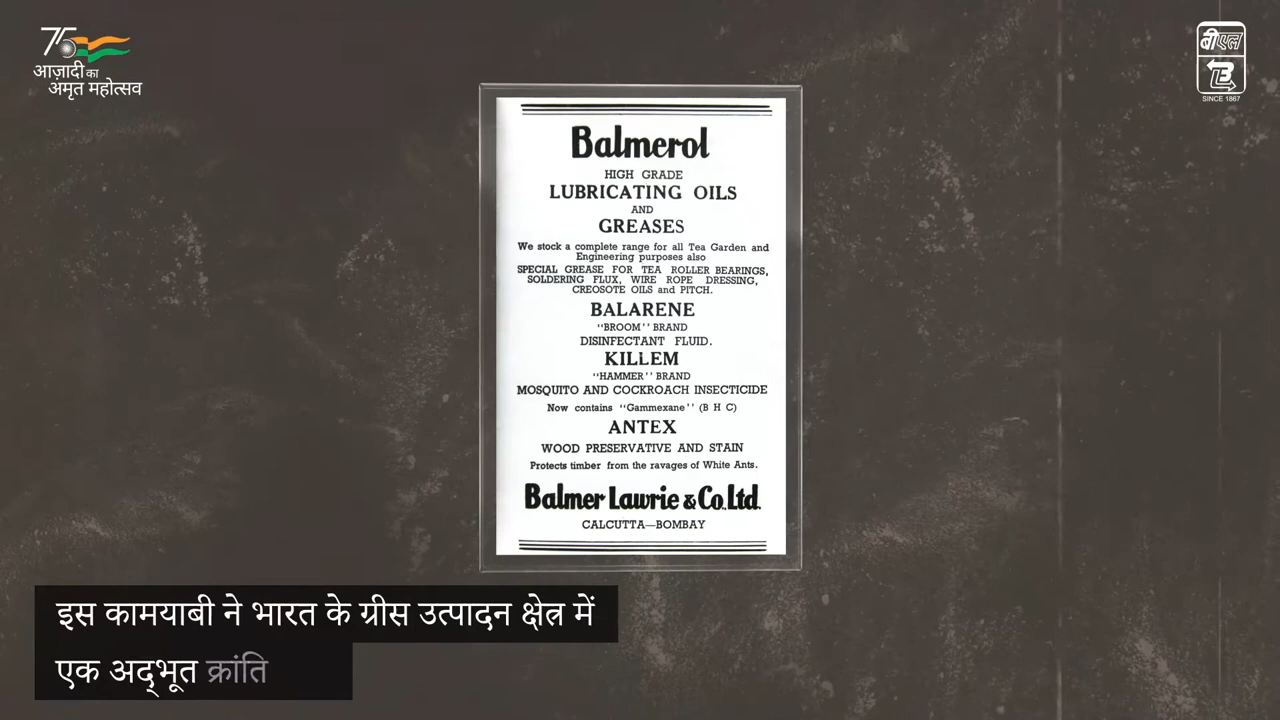 75
आज़ादी का
अमृत महोत्सव
बीएल
SINCE 1867
Balmerol
HIGH GRADE
LUBRICATING OILS
AND
GREASES
We stock a complete range for all Tea Garden and
Engineering purposes also
SPECIAL GREASE FOR TEA ROLLER BEARINGS,
SOLDERING FLUX, WIRE ROPE DRESSING,
CREOSOTE OILS and PITCH.
BALARENE
"BROOM" BRAND
DISINFECTANT FLUID.
KILLEM
"HAMMER" BRAND
MOSQUITO AND COCKROACH INSECTICIDE
Now contains "Gammexane" (B H C)
ANTEX
WOOD PRESERVATIVE AND STAIN
Protects timber from the ravages of White Ants.
Balmer Lawrie & Co. Ltd.
CALCUTTA—BOMBAY
इस कामयाबी ने भारत के ग्रीस उत्पादन क्षेत्र में
एक अद्भूत क्रांति